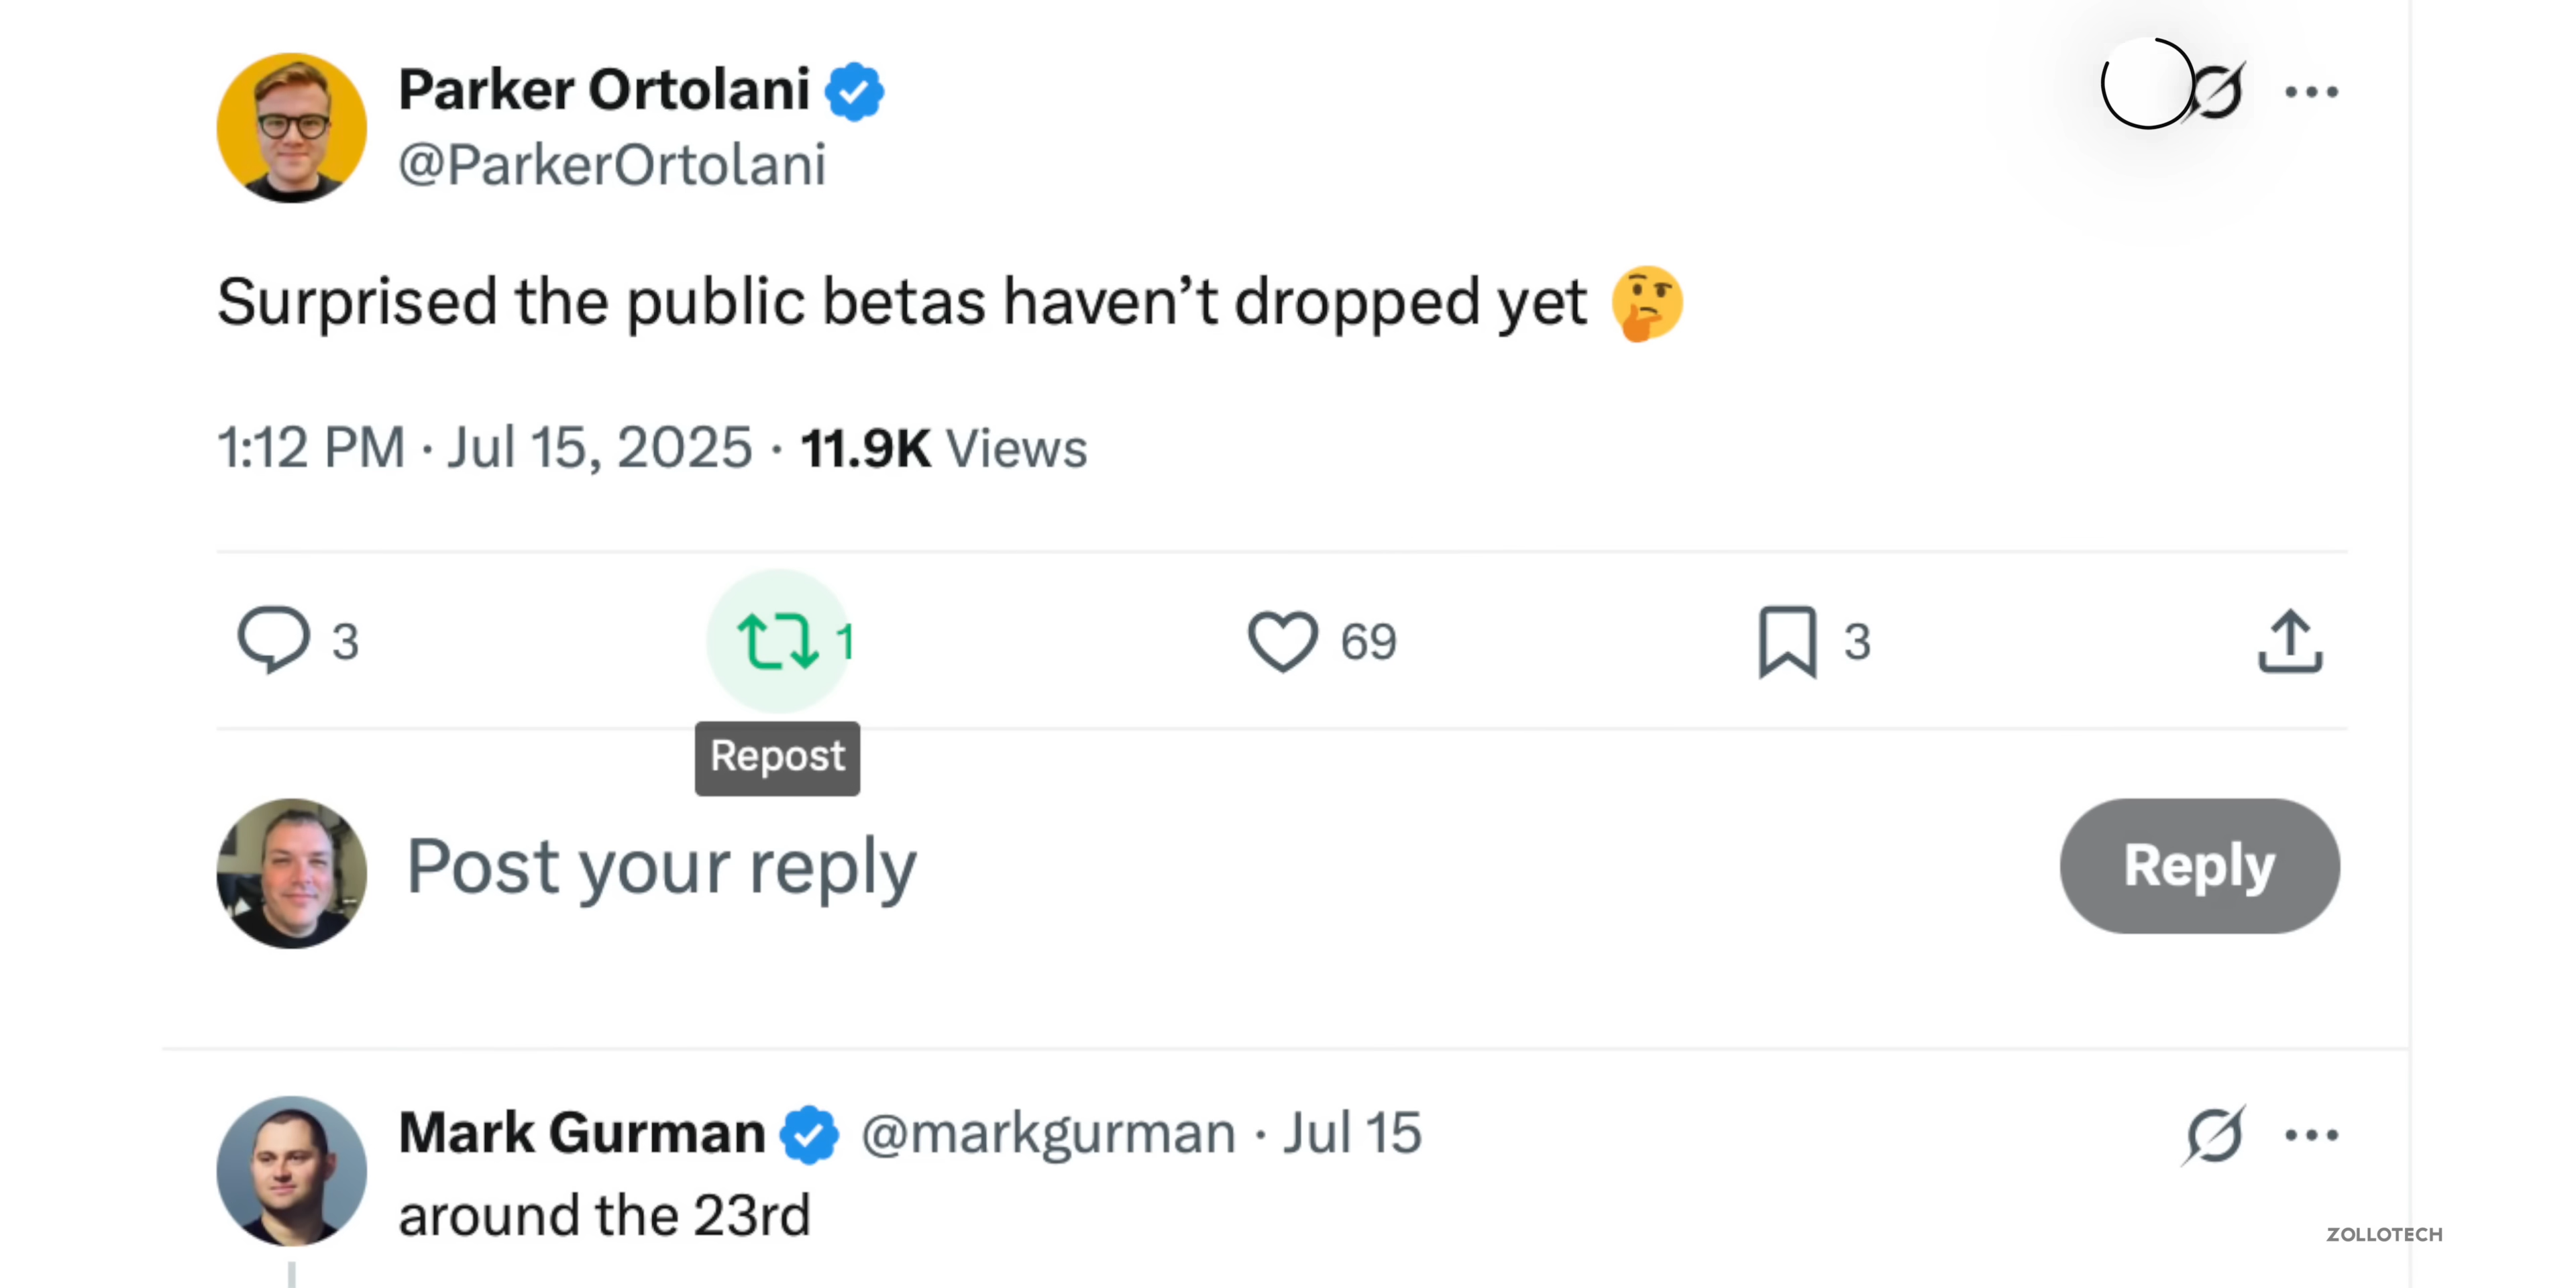 Parker Ortolani
@ParkerOrtolani
Surprised the public betas haven’t dropped yet 🤔
1:12 PM · Jul 15, 2025 · 11.9K Views
3 1 69 3
Repost
Post your reply
Reply
Mark Gurman @markgurman · Jul 15
around the 23rd
ZOLLOTECH